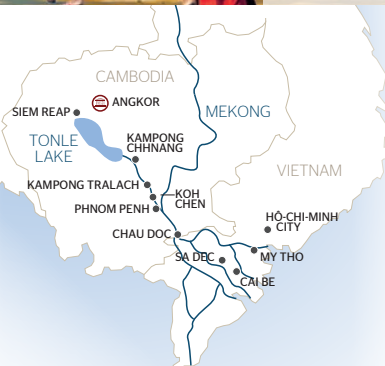 CAMBODIA
ANGKOR
SIEM REAP
MEKONG
TONLE
LAKE
KAMPONG
CHHNANG
VIETNAM
KAMPONG TRALACH
KOH
CHEN
PHNOM PENH
HÔ-CHI-MINH
CITY
CHAU DOC
SA DEC
MY THO
CAI BE